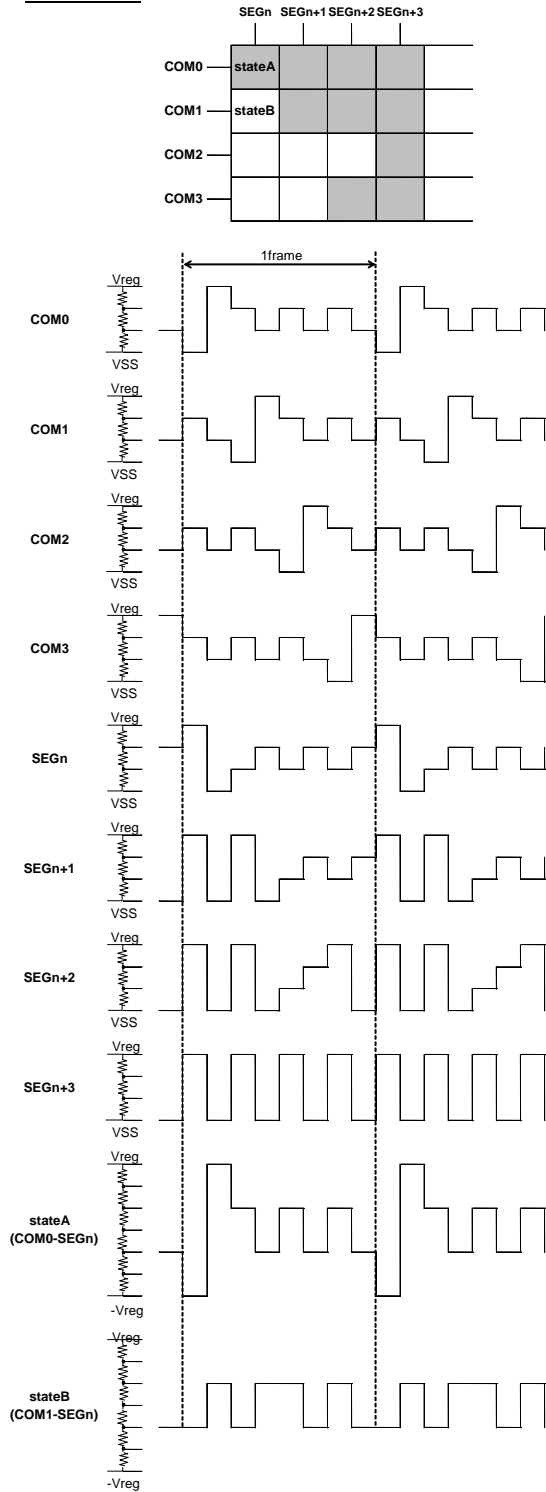 SEGn SEGn+1 SEGn+2 SEGn+3
COM0 stateA
COM1 stateB
COM2
COM3
1frame
Vreg
COM0
VSS
Vreg
COM1
VSS
Vreg
COM2
VSS
Vreg
COM3
VSS
Vreg
SEGn
VSS
Vreg
SEGn+1
VSS
Vreg
SEGn+2
VSS
Vreg
SEGn+3
VSS
Vreg
stateA
(COM0-SEGn)
-Vreg
Vreg
stateB
(COM1-SEGn)
-Vreg